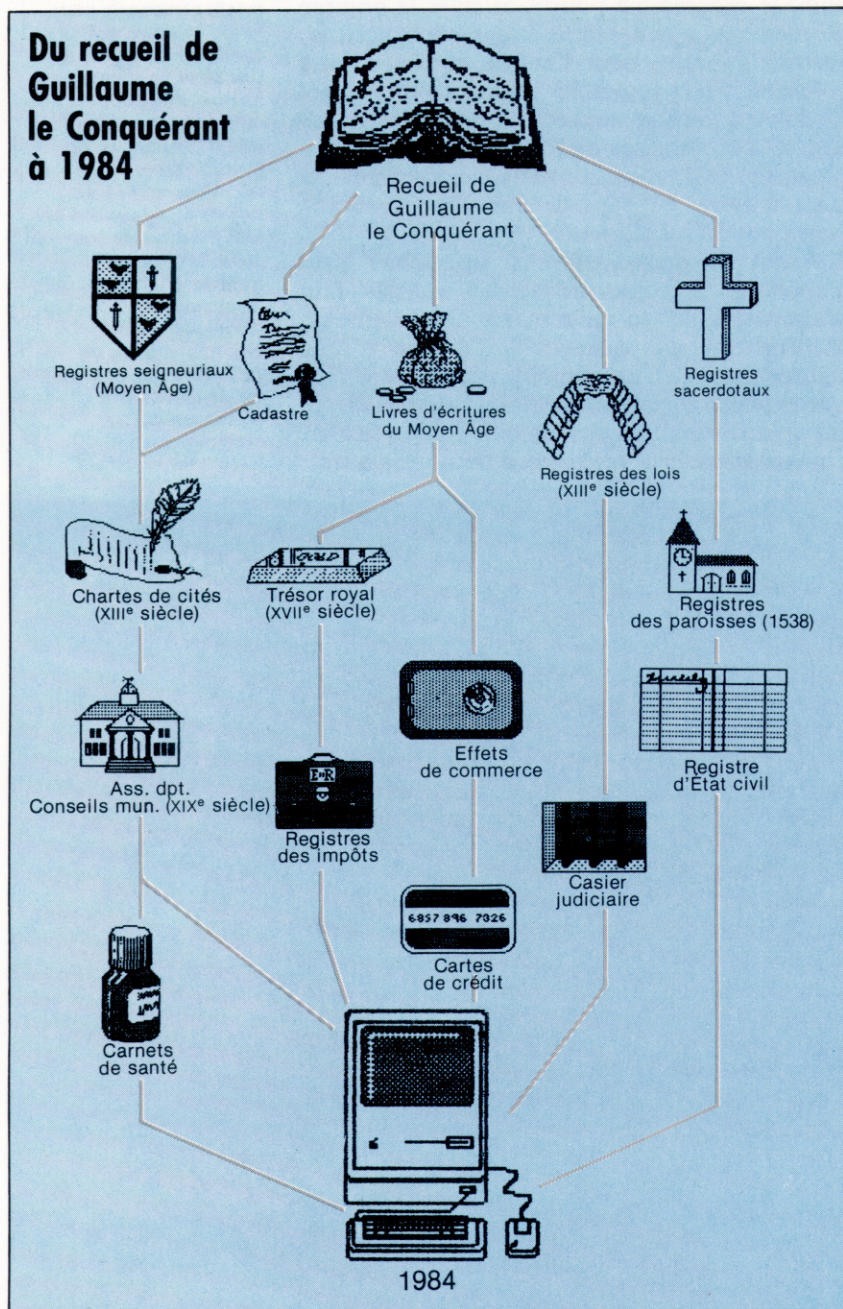 Du recueil de
Guillaume
le Conquérant
à 1984
Recueil de
Guillaume
le Conquérant
Registres seigneuriaux
(Moyen Âge)
Cadastre
Livres d'écritures
du Moyen Âge
Registres des lois
(XIIIe siècle)
Registres
sacerdotaux
Chartes de cités
(XIIIe siècle)
GOLD
Trésor royal
(XVIIe siècle)
Registres
des paroisses (1538)
Ass. dpt.
Conseils mun. (XIXe siècle)
E R
Registres
des impôts
Effets
de commerce
Registre
d'État civil
Casier
judiciaire
6857 896 7326
Cartes
de crédit
Carnets
de santé
1984